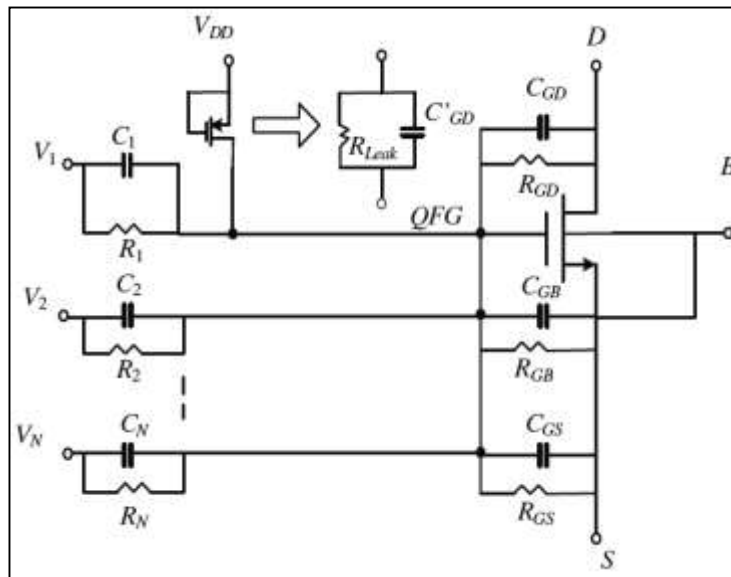 V_DD
D
C_GD
C_1
C'_GD
V_1
R_Leak
R_GD
B
QFG
R_1
C_2
C_GB
V_2
R_2
R_GB
C_N
C_GS
V_N
R_N
R_GS
S